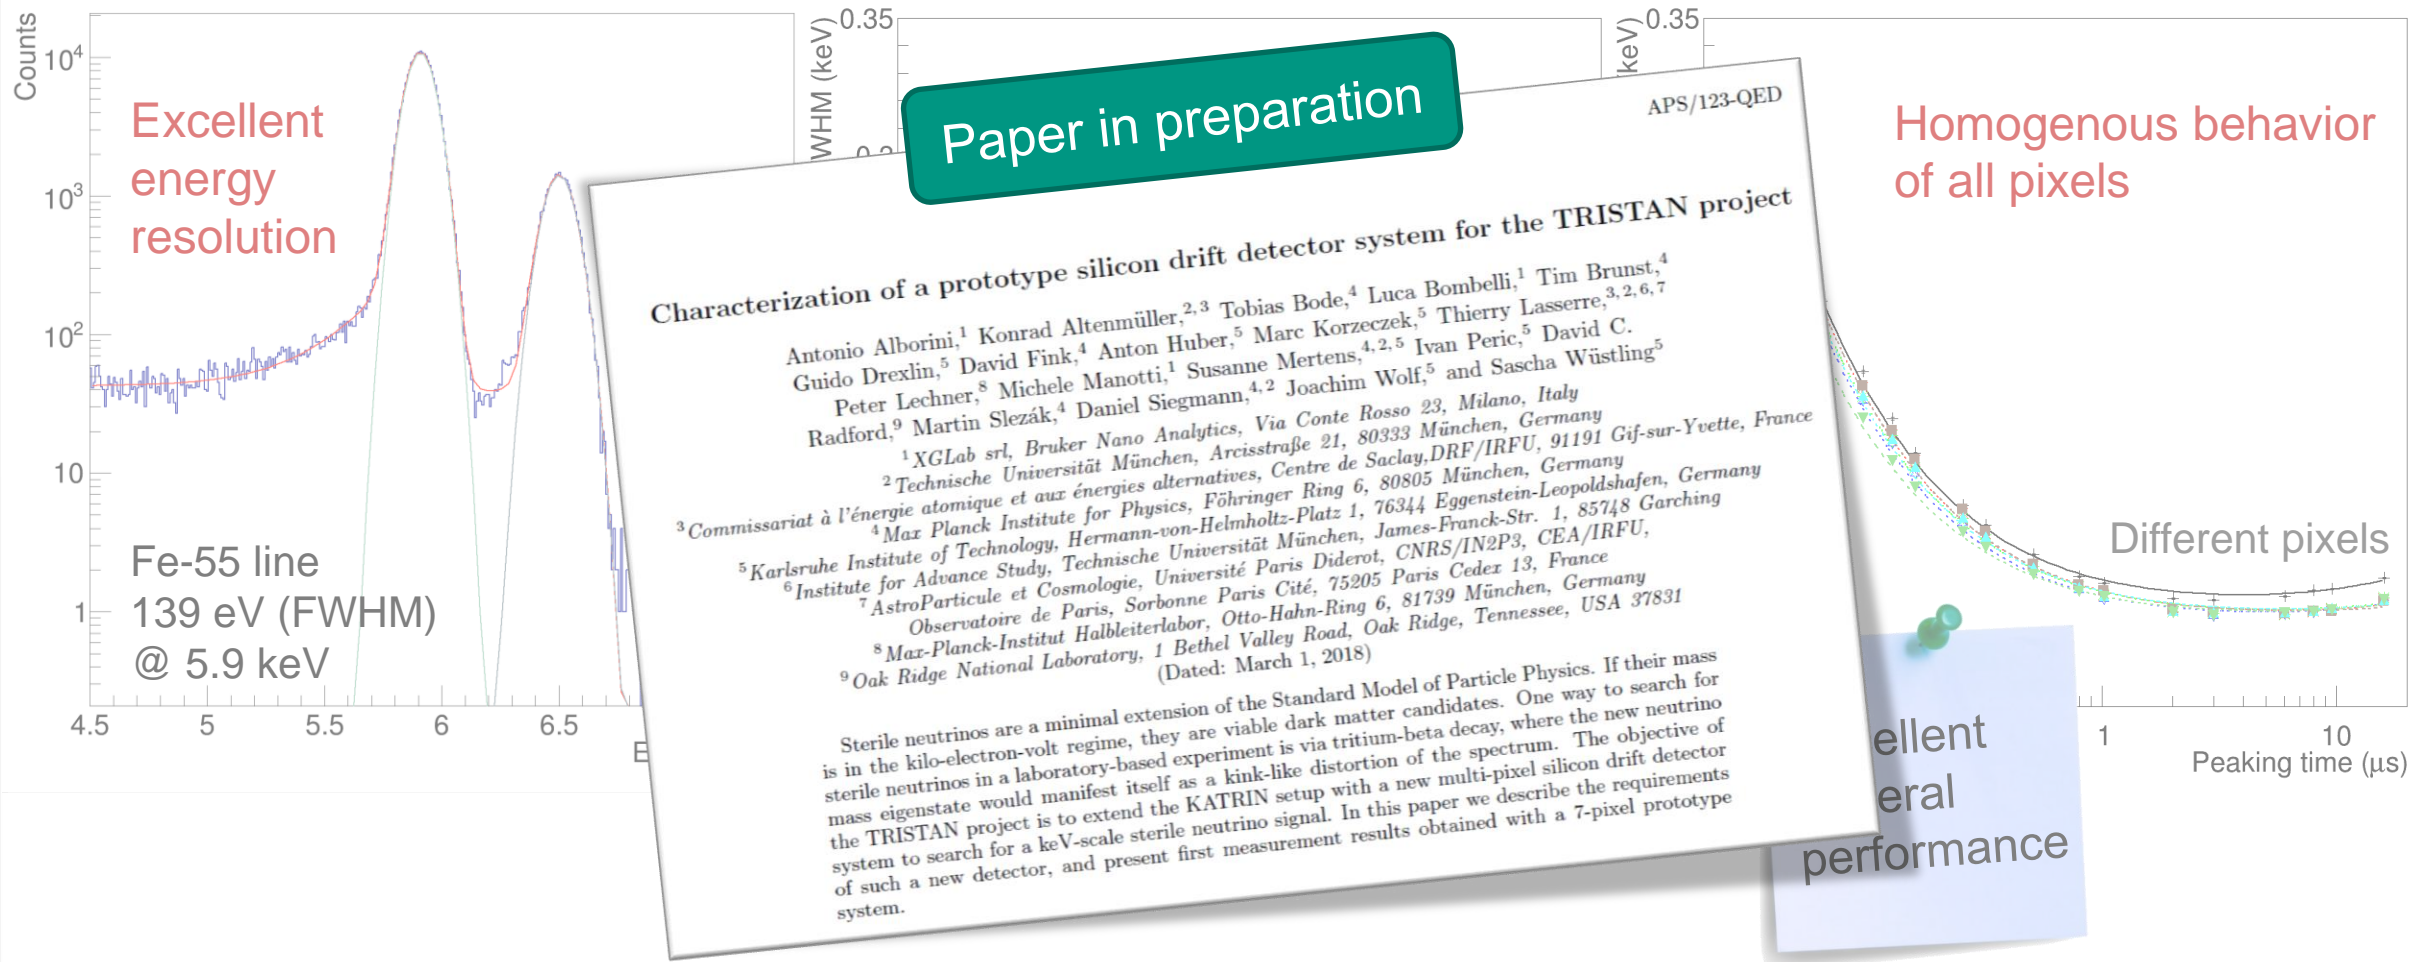 Counts
10⁴
10³
10²
10
1
4.5 5 5.5 6 6.5
Excellent
energy
resolution
Fe-55 line
139 eV (FWHM)
@ 5.9 keV
0.35
WHM (keV)
Paper in preparation
APS/123-QED
Characterization of a prototype silicon drift detector system for the TRISTAN project
Antonio Alborini,¹ Konrad Altenmüller,²,³ Tobias Bode,⁴ Luca Bombelli,¹ Tim Brunst,⁴
Guido Drexlin,⁵ David Fink,⁴ Anton Huber,⁵ Marc Korzeczek,⁵ Thierry Lasserre,³,²,⁶,⁷
Peter Lechner,⁸ Michele Manotti,¹ Susanne Mertens,⁴,²,⁵ Ivan Peric,⁵ David C.
Radford,⁹ Martin Slezák,⁴ Daniel Siegmann,⁴,² Joachim Wolf,⁵ and Sascha Wüstling⁵
¹XGLab srl, Bruker Nano Analytics, Via Conte Rosso 23, Milano, Italy
²Technische Universität München, Arcisstraße 21, 80333 München, Germany
³Commissariat à l'énergie atomique et aux énergies alternatives, Centre de Saclay,DRF/IRFU, 91191 Gif-sur-Yvette, France
⁴Max Planck Institute for Physics, Föhringer Ring 6, 80805 München, Germany
⁵Karlsruhe Institute of Technology, Hermann-von-Helmholtz-Platz 1, 76344 Eggenstein-Leopoldshafen, Germany
⁶Institute for Advance Study, Technische Universität München, James-Franck-Str. 1, 85748 Garching
⁷AstroParticule et Cosmologie, Université Paris Diderot, CNRS/IN2P3, CEA/IRFU,
Observatoire de Paris, Sorbonne Paris Cité, 75205 Paris Cedex 13, France
⁸Max-Planck-Institut Halbleiterlabor, Otto-Hahn-Ring 6, 81739 München, Germany
⁹Oak Ridge National Laboratory, 1 Bethel Valley Road, Oak Ridge, Tennessee, USA 37831
(Dated: March 1, 2018)
Sterile neutrinos are a minimal extension of the Standard Model of Particle Physics. If their mass
is in the kilo-electron-volt regime, they are viable dark matter candidates. One way to search for
sterile neutrinos in a laboratory-based experiment is via tritium-beta decay, where the new neutrino
mass eigenstate would manifest itself as a kink-like distortion of the spectrum. The objective of
the TRISTAN project is to extend the KATRIN setup with a new multi-pixel silicon drift detector
system to search for a keV-scale sterile neutrino signal. In this paper we describe the requirements
of such a new detector, and present first measurement results obtained with a 7-pixel prototype
system.
keV)
0.35
Homogenous behavior
of all pixels
Different pixels
1 10
Peaking time (μs)
ellent
eral
performance